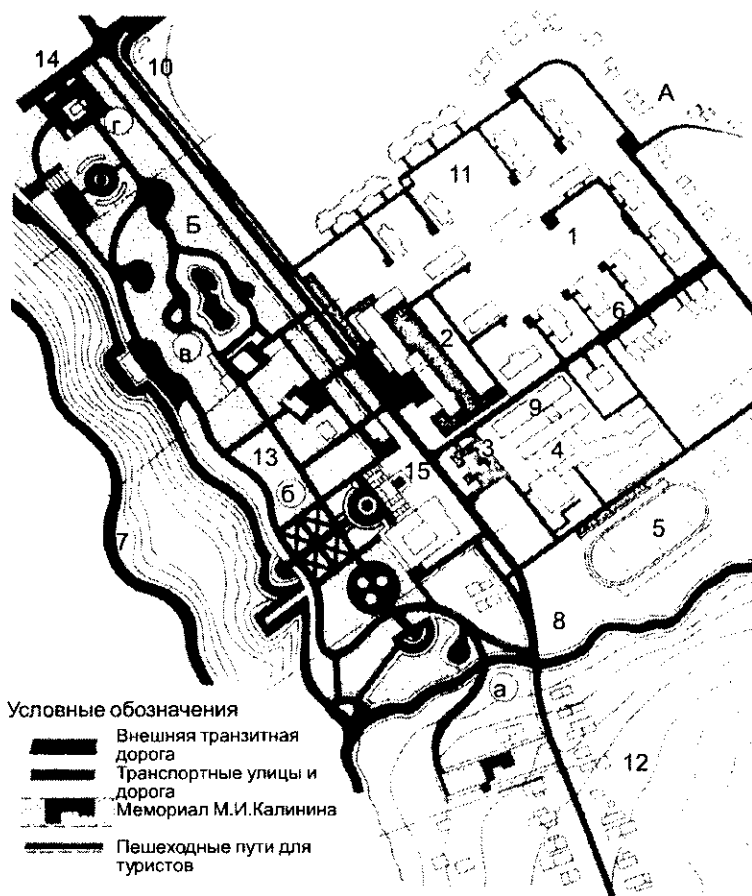 14
10
А
г
11
Б
1
6
2
в
9
3
4
13
15
б
5
7
8
а
12
Условные обозначения
Внешняя транзитная
дорога
Транспортные улицы и
дорога
Мемориал М.И.Калинина
Пешеходные пути для
туристов